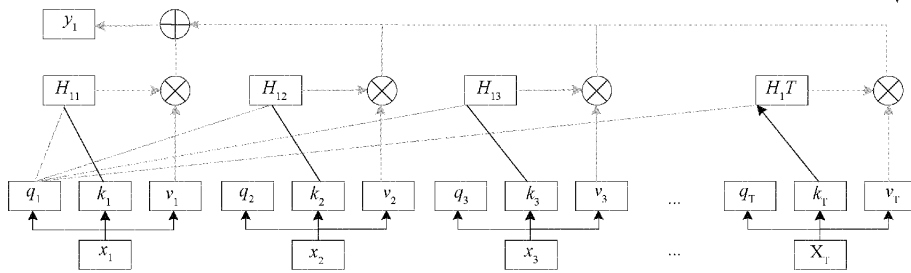 y1
H11 H12 H13 H1T
q1 k1 v1 q2 k2 v2 q3 k3 v3 ... qT kT vT
x1 x2 x3 ... XT